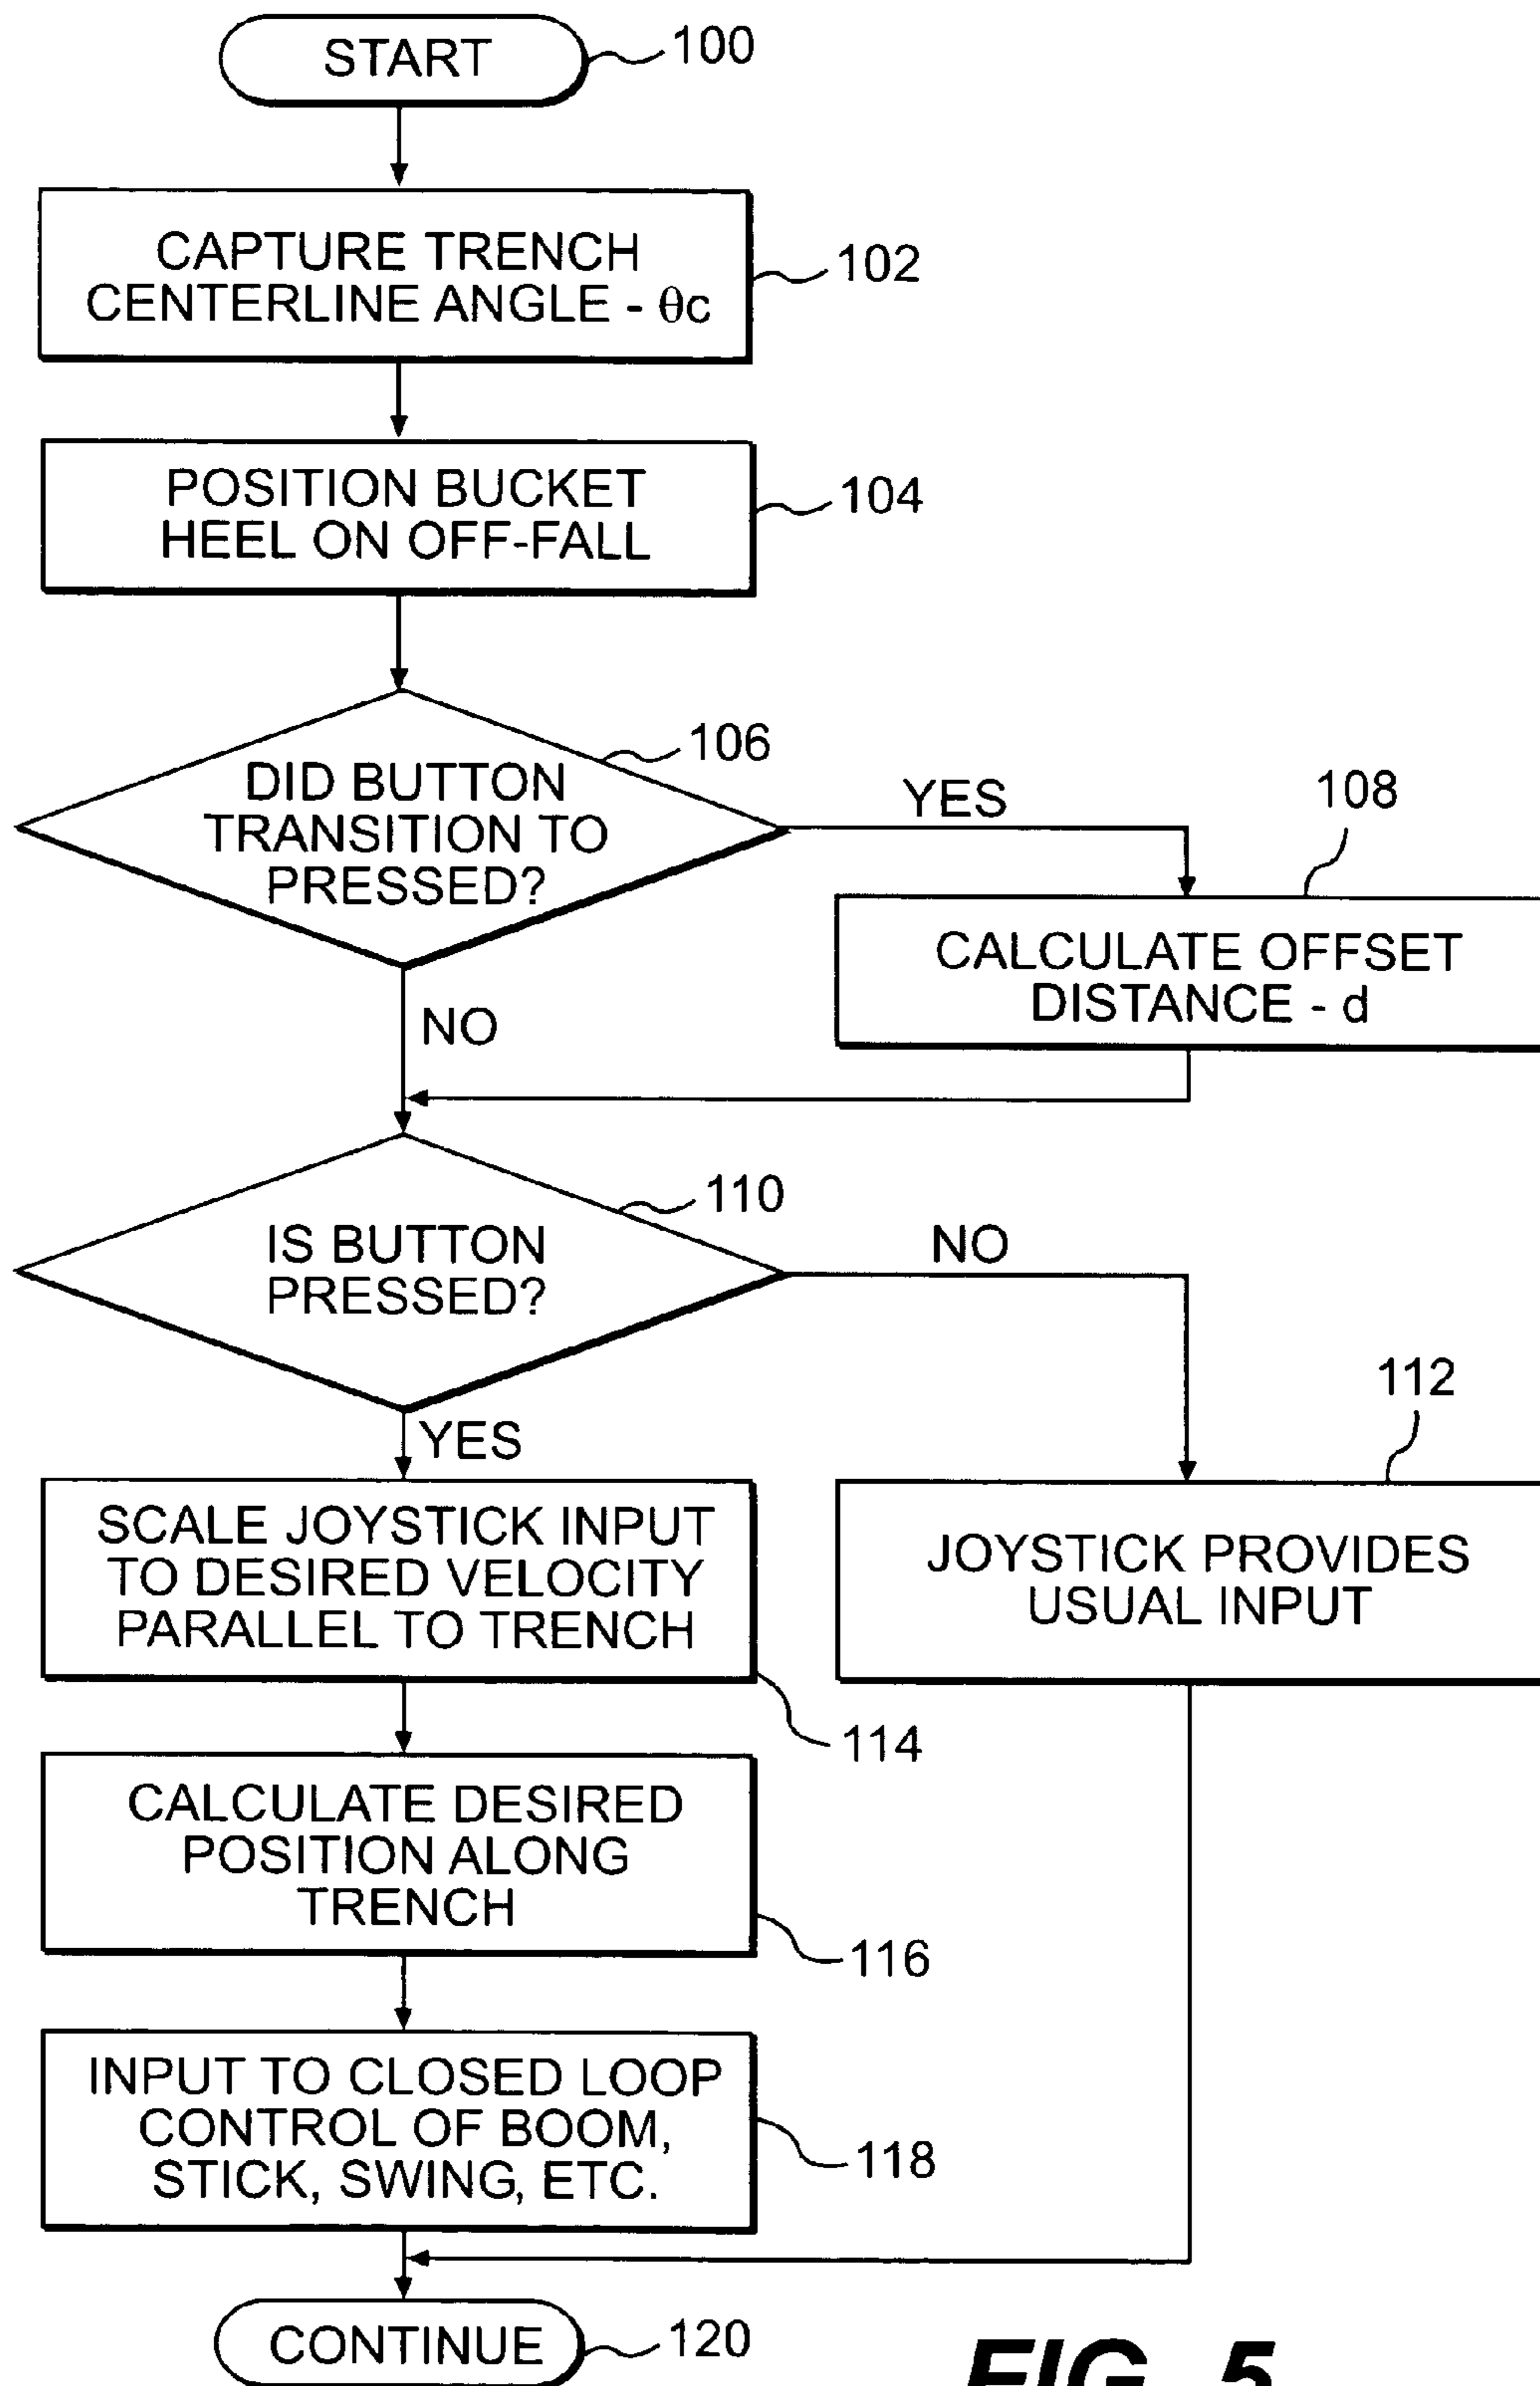 START
100
CAPTURE TRENCH
CENTERLINE ANGLE - θc
102
POSITION BUCKET
HEEL ON OFF-FALL
104
106
DID BUTTON
TRANSITION TO
PRESSED?
YES
108
CALCULATE OFFSET
DISTANCE - d
NO
110
IS BUTTON
PRESSED?
NO
112
YES
SCALE JOYSTICK INPUT
TO DESIRED VELOCITY
PARALLEL TO TRENCH
JOYSTICK PROVIDES
USUAL INPUT
114
CALCULATE DESIRED
POSITION ALONG
TRENCH
116
INPUT TO CLOSED LOOP
CONTROL OF BOOM,
STICK, SWING, ETC.
118
CONTINUE
120
FIG. 5